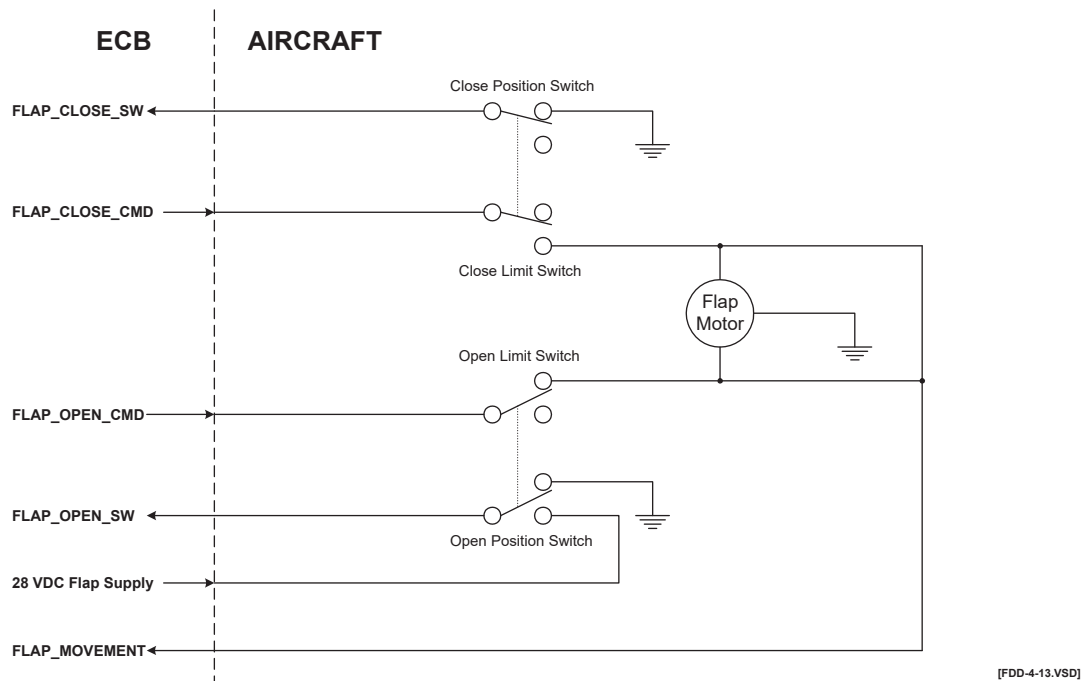 ECB
AIRCRAFT
Close Position Switch
FLAP_CLOSE_SW
FLAP_CLOSE_CMD
Close Limit Switch
Flap
Motor
Open Limit Switch
FLAP_OPEN_CMD
FLAP_OPEN_SW
Open Position Switch
28 VDC Flap Supply
FLAP_MOVEMENT
[FDD-4-13.VSD]